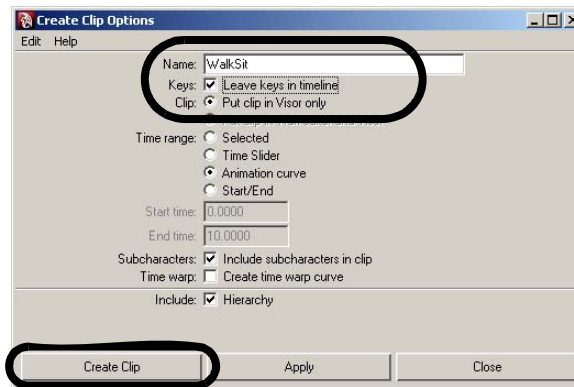 Create Clip Options
Edit Help
Name: WalkSit
Keys: Leave keys in timeline
Clip: Put clip in Visor only
Time range: Selected
Time Slider
Animation curve
Start/End
Start time: 0.0000
End time: 10.0000
Subcharacters: Include subcharacters in clip
Time warp: Create time warp curve
Include: Hierarchy
Create Clip Apply Close